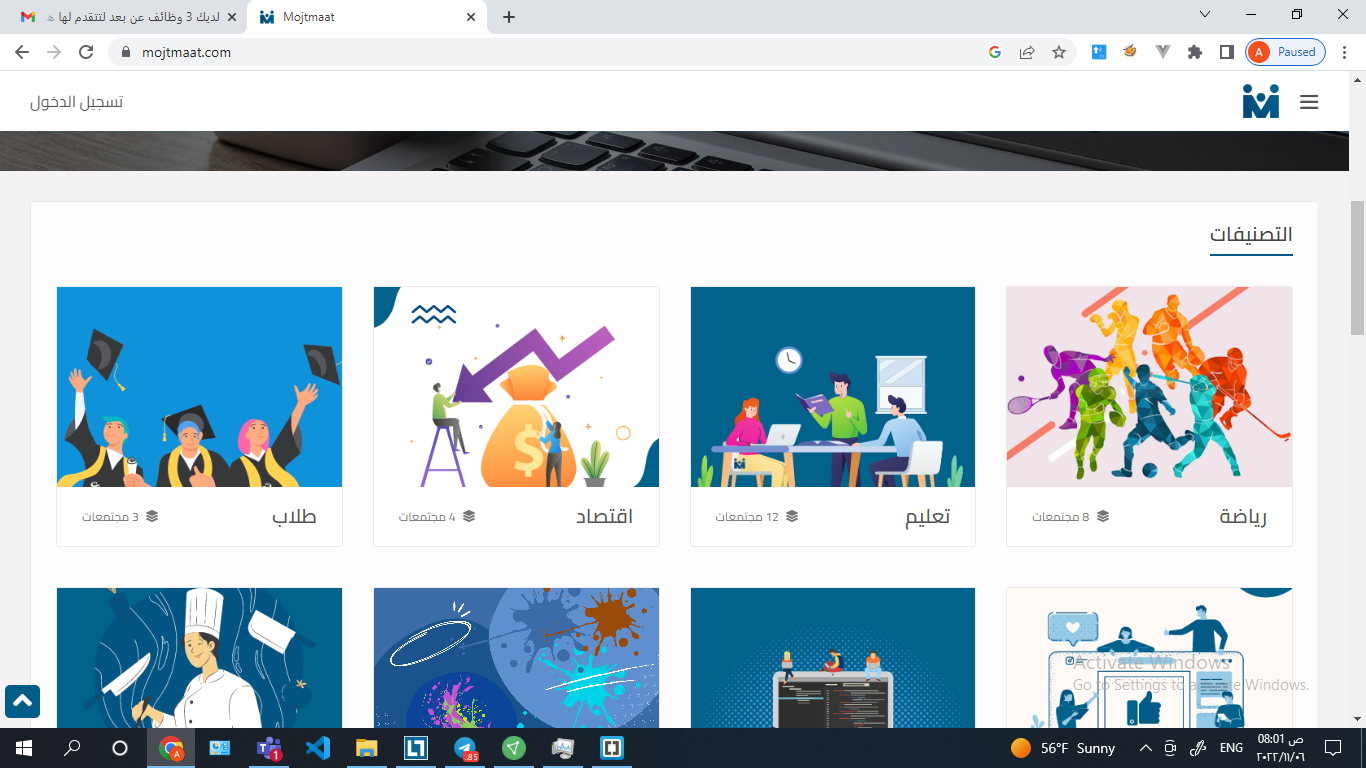 لديك 3 وظائف عن بعد لتتقدم لها
Mojtmaat
mojtmaat.com
A Paused
تسجيل الدخول
التصنيفات
رياضة
8 مجتمعات
تعليم
12 مجتمعات
اقتصاد
4 مجتمعات
طلاب
3 مجتمعات
Activate Windows
Go to Settings to activate Windows.
56°F Sunny
ENG
08:01 ص
٢٠٢٢/١١/٠٦